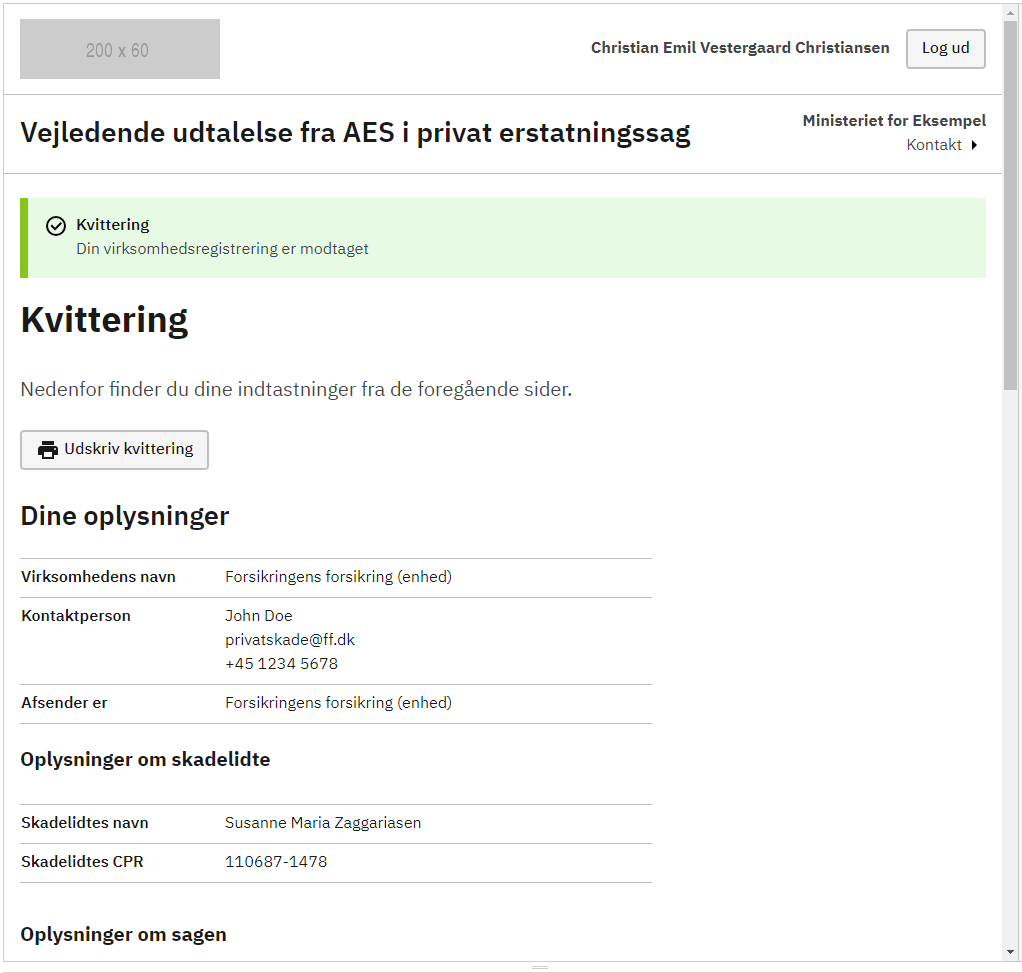 200 x 60
Christian Emil Vestergaard Christiansen
Log ud
Vejledende udtalelse fra AES i privat erstatningssag
Ministeriet for Eksempel
Kontakt
Kvittering
Din virksomhedsregistrering er modtaget
Kvittering
Nedenfor finder du dine indtastninger fra de foregående sider.
Udskriv kvittering
Dine oplysninger
Virksomhedens navn Forsikringens forsikring (enhed)
Kontaktperson John Doe
privatskade@ff.dk
+45 1234 5678
Afsender er Forsikringens forsikring (enhed)
Oplysninger om skadelidte
Skadelidtes navn Susanne Maria Zaggariasen
Skadelidtes CPR 110687-1478
Oplysninger om sagen